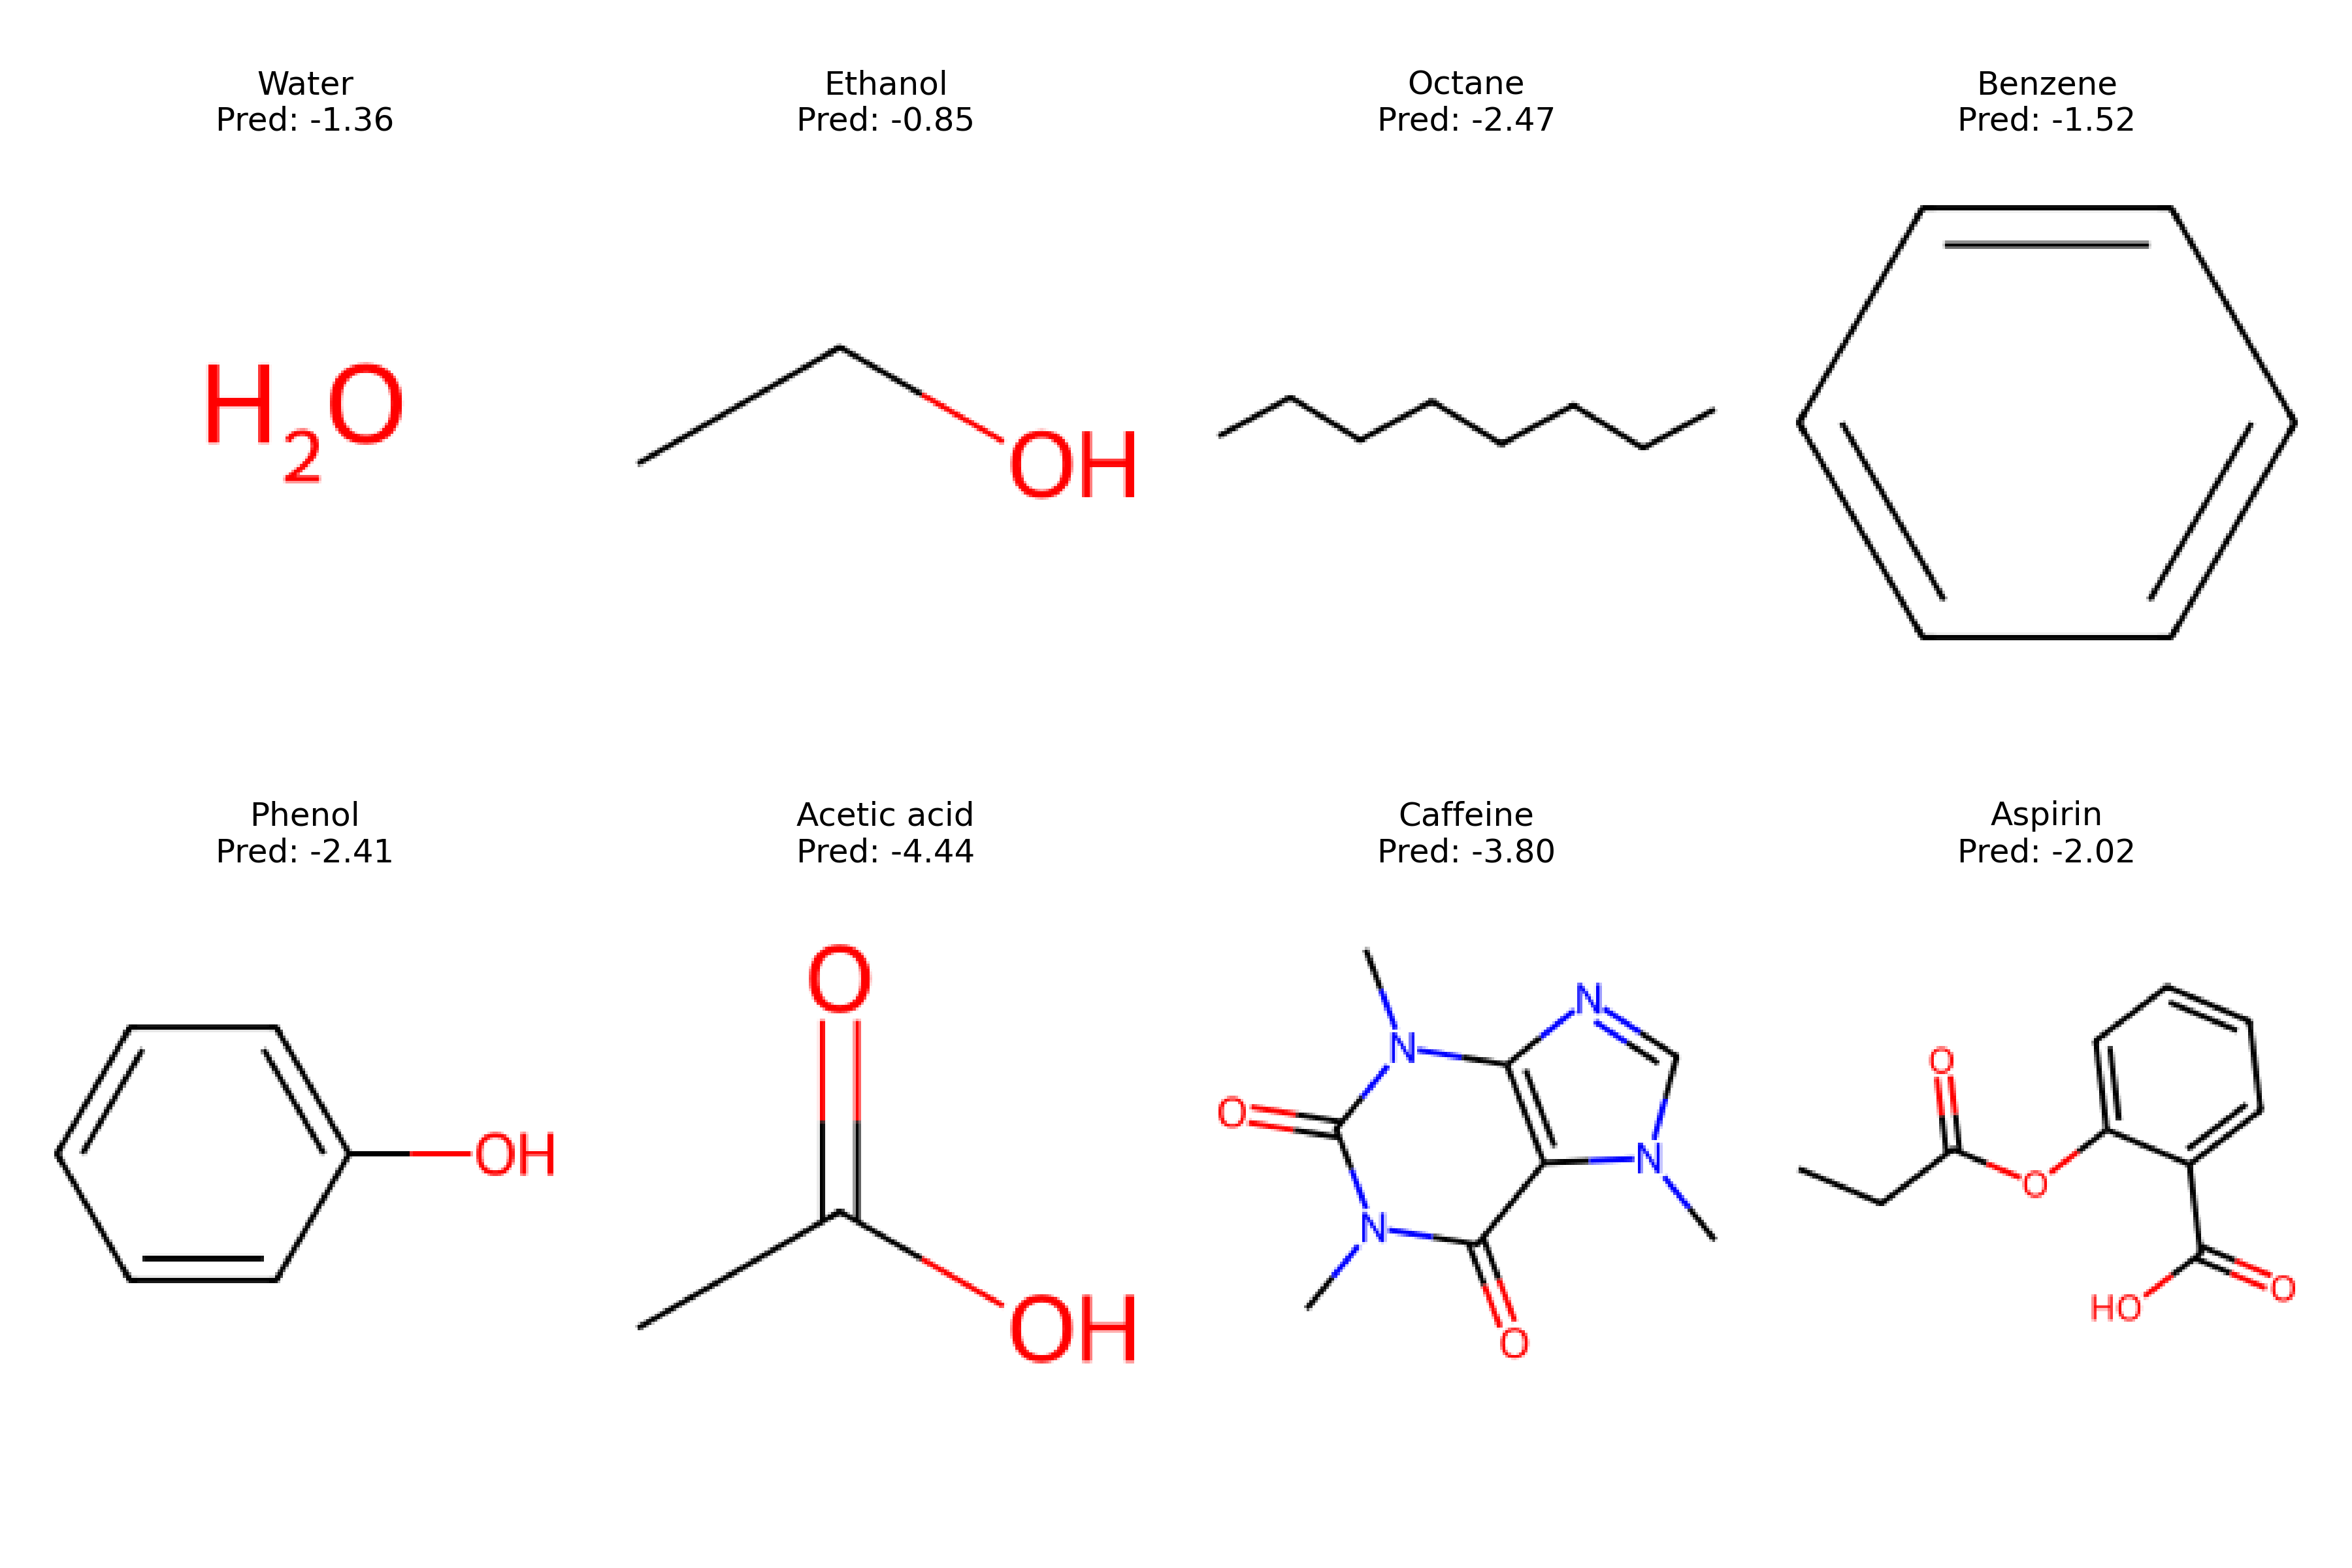 Water
Pred: -1.36
Ethanol
Pred: -0.85
Octane
Pred: -2.47
Benzene
Pred: -1.52
H₂O
OH
Phenol
Pred: -2.41
Acetic acid
Pred: -4.44
Caffeine
Pred: -3.80
Aspirin
Pred: -2.02
OH
O
OH
N
N
O
N
N
O
O
O
HO
O